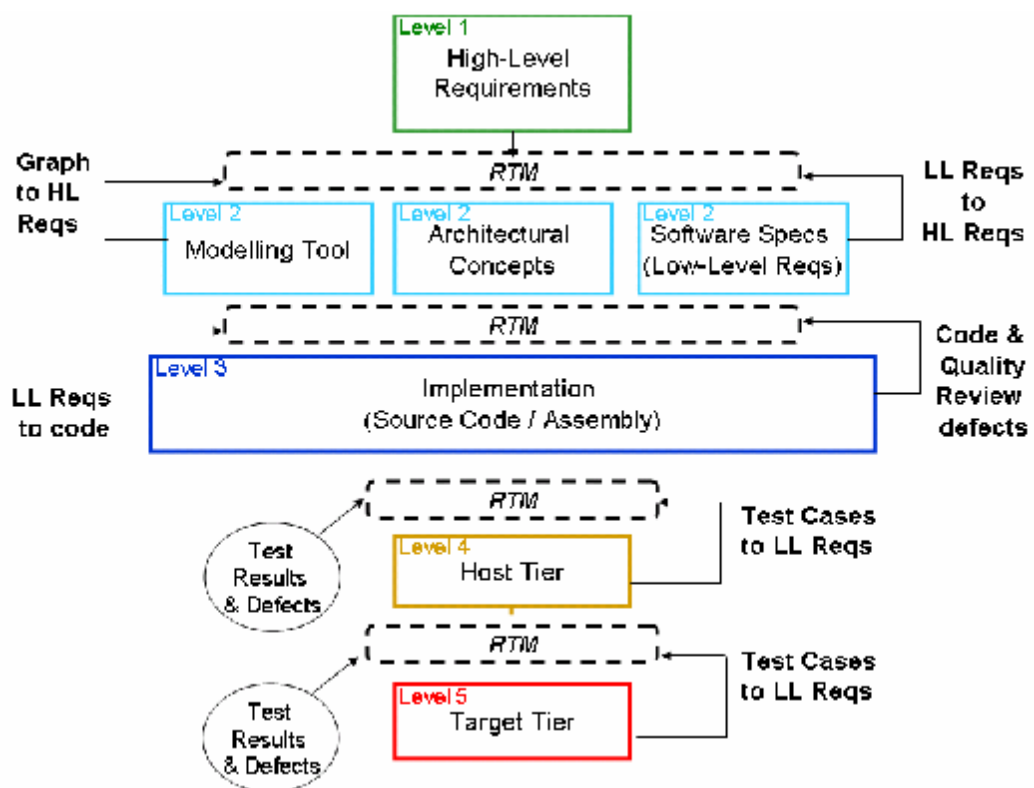 Level 1
High-Level
Requirements
RTM
Graph
to HL
Reqs
LL Reqs
to
HL Reqs
Level 2
Modelling Tool
Level 2
Architectural
Concepts
Level 2
Software Specs
(Low-Level Reqs)
RTM
Code &
Quality
Review
defects
LL Reqs
to code
Level 3
Implementation
(Source Code / Assembly)
RTM
Test Cases
to LL Reqs
Test
Results
& Defects
Level 4
Host Tier
RTM
Test Cases
to LL Reqs
Test
Results
& Defects
Level 5
Target Tier